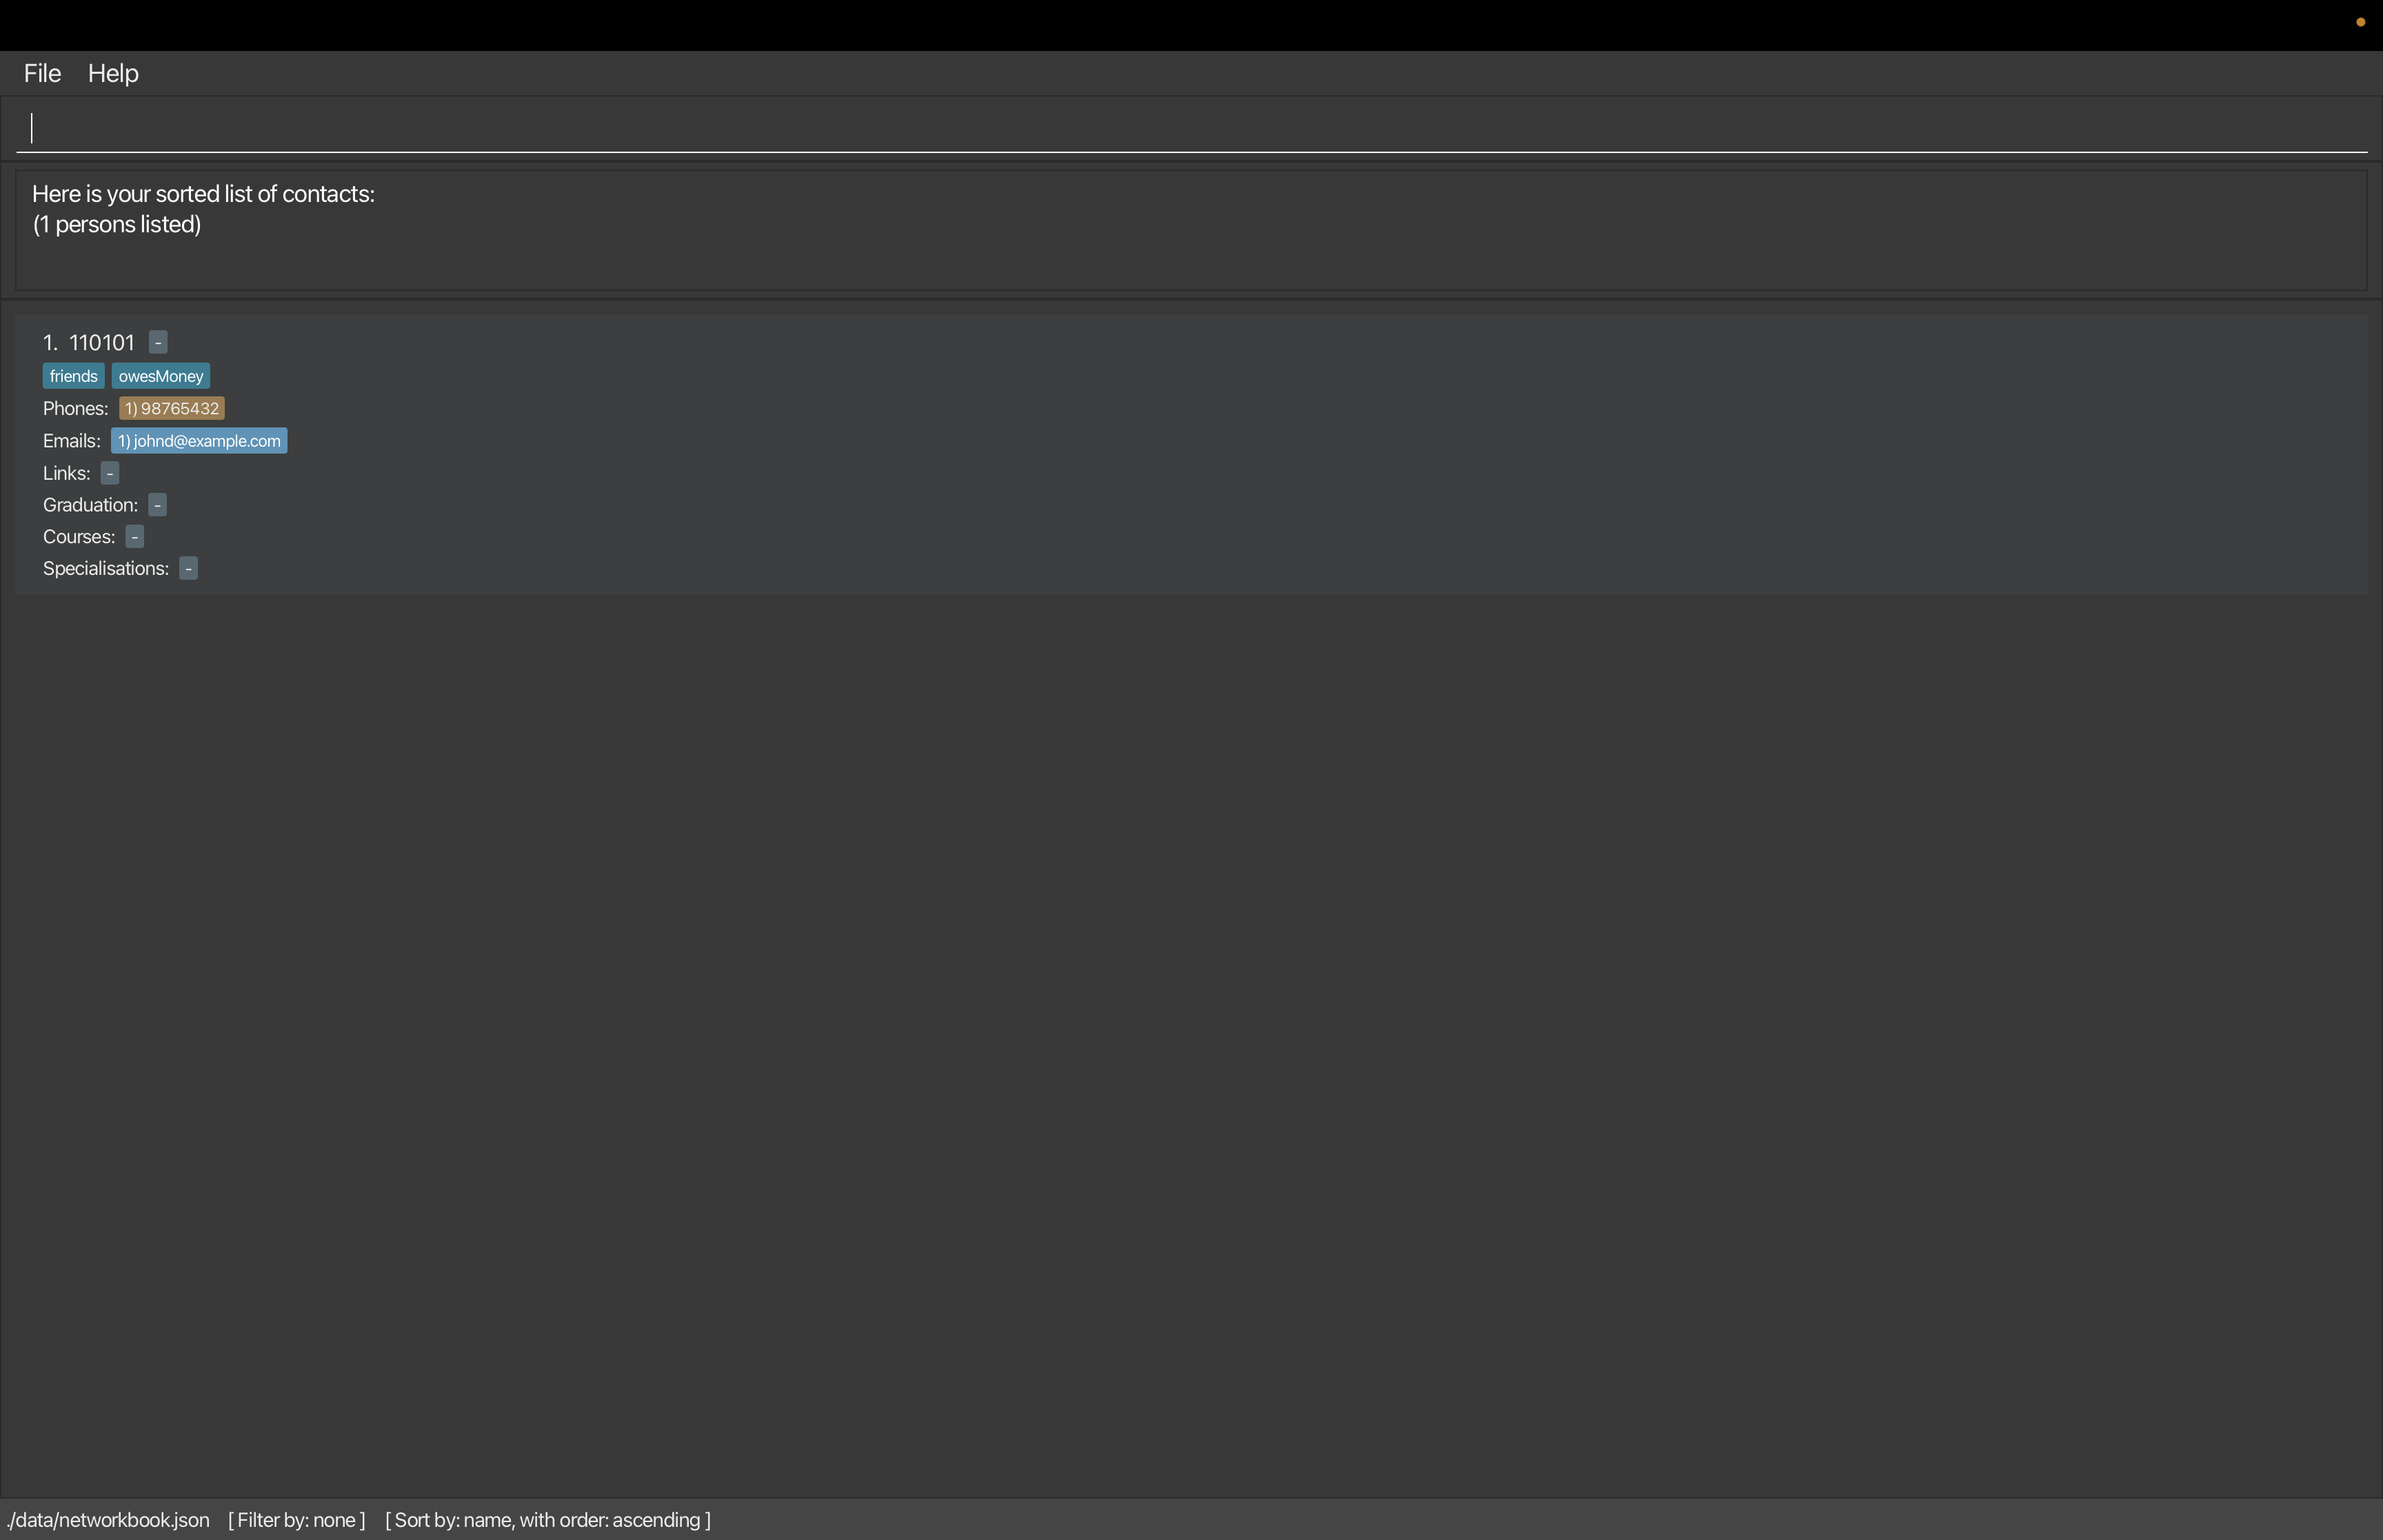 File Help
Here is your sorted list of contacts:
(1 persons listed)
1. 110101 -
friends owesMoney
Phones: 1) 98765432
Emails: 1) johnd@example.com
Links: -
Graduation: -
Courses: -
Specialisations: -
./data/networkbook.json [ Filter by: none ] [ Sort by: name, with order: ascending ]